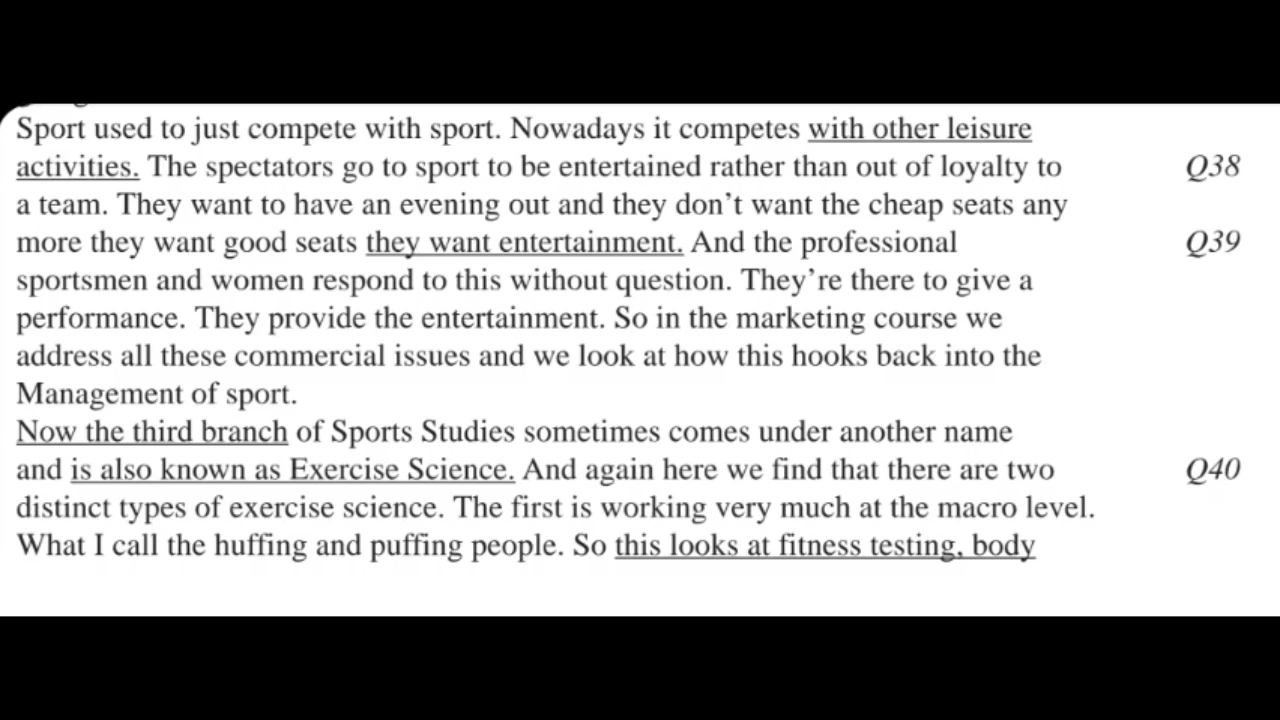 Sport used to just compete with sport. Nowadays it competes with other leisure
activities. The spectators go to sport to be entertained rather than out of loyalty to Q38
a team. They want to have an evening out and they don't want the cheap seats any
more they want good seats they want entertainment. And the professional Q39
sportsmen and women respond to this without question. They're there to give a
performance. They provide the entertainment. So in the marketing course we
address all these commercial issues and we look at how this hooks back into the
Management of sport.
Now the third branch of Sports Studies sometimes comes under another name
and is also known as Exercise Science. And again here we find that there are two Q40
distinct types of exercise science. The first is working very much at the macro level.
What I call the huffing and puffing people. So this looks at fitness testing, body